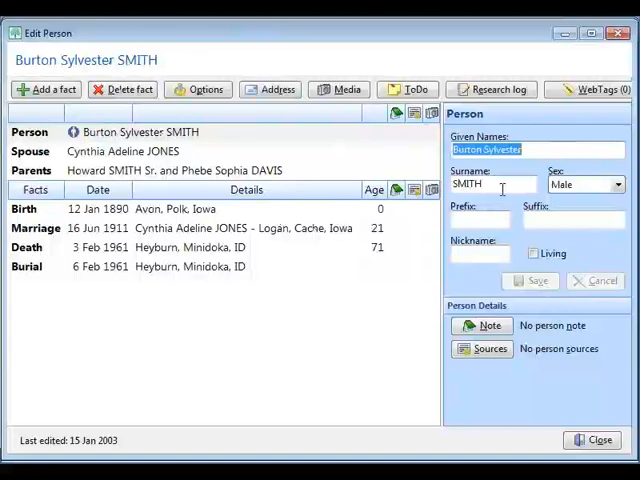 Edit Person
Burton Sylvester SMITH
Add a fact Delete fact Options Address Media ToDo Research log WebTags (0)
Person Burton Sylvester SMITH
Spouse Cynthia Adeline JONES
Parents Howard SMITH Sr. and Phebe Sophia DAVIS
Facts Date Details Age
Birth 12 Jan 1890 Avon, Polk, Iowa 0
Marriage 16 Jun 1911 Cynthia Adeline JONES - Logan, Cache, Iowa 21
Death 3 Feb 1961 Heyburn, Minidoka, ID 71
Burial 6 Feb 1961 Heyburn, Minidoka, ID
Person
Given Names:
Burton Sylvester
Surname: Sex:
SMITH Male
Prefix: Suffix:
Nickname:
Living
Save Cancel
Person Details
Note No person note
Sources No person sources
Last edited: 15 Jan 2003 Close